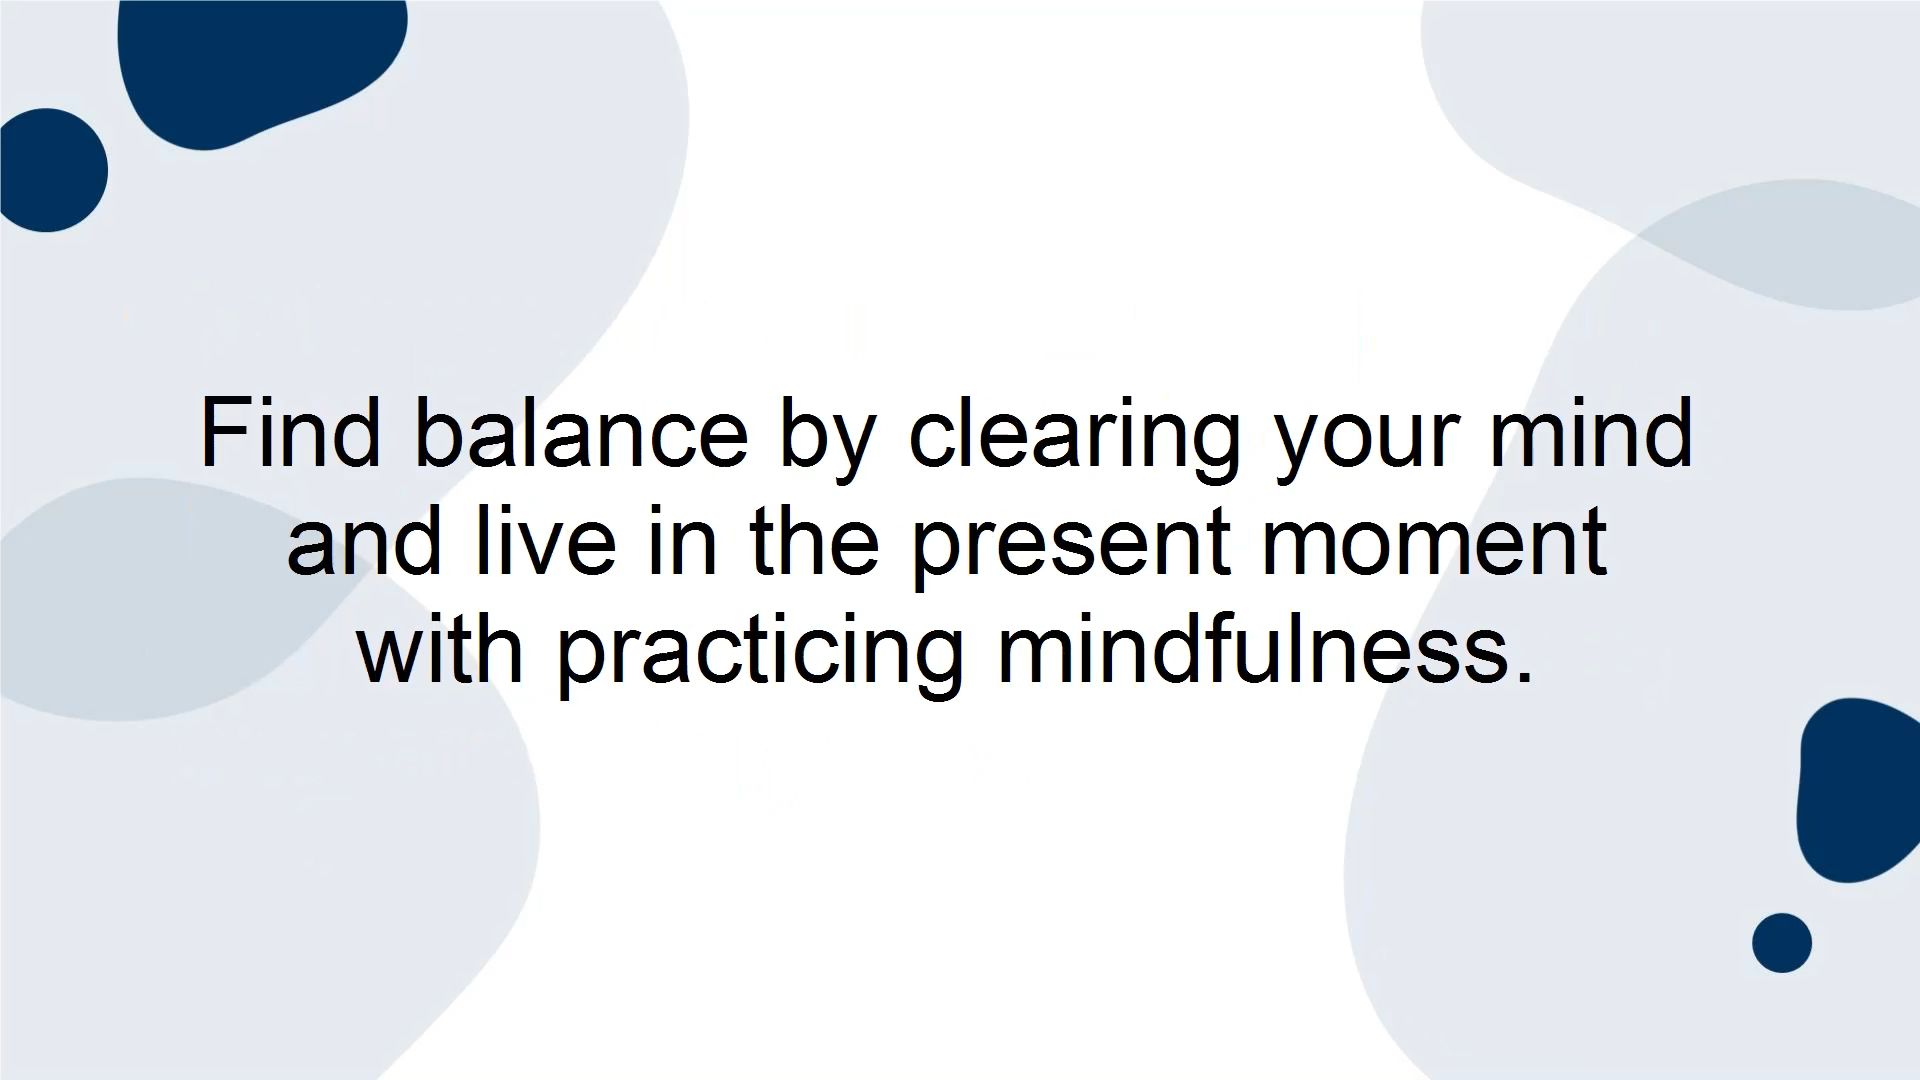 Find balance by clearing your mind
and live in the present moment
with practicing mindfulness.